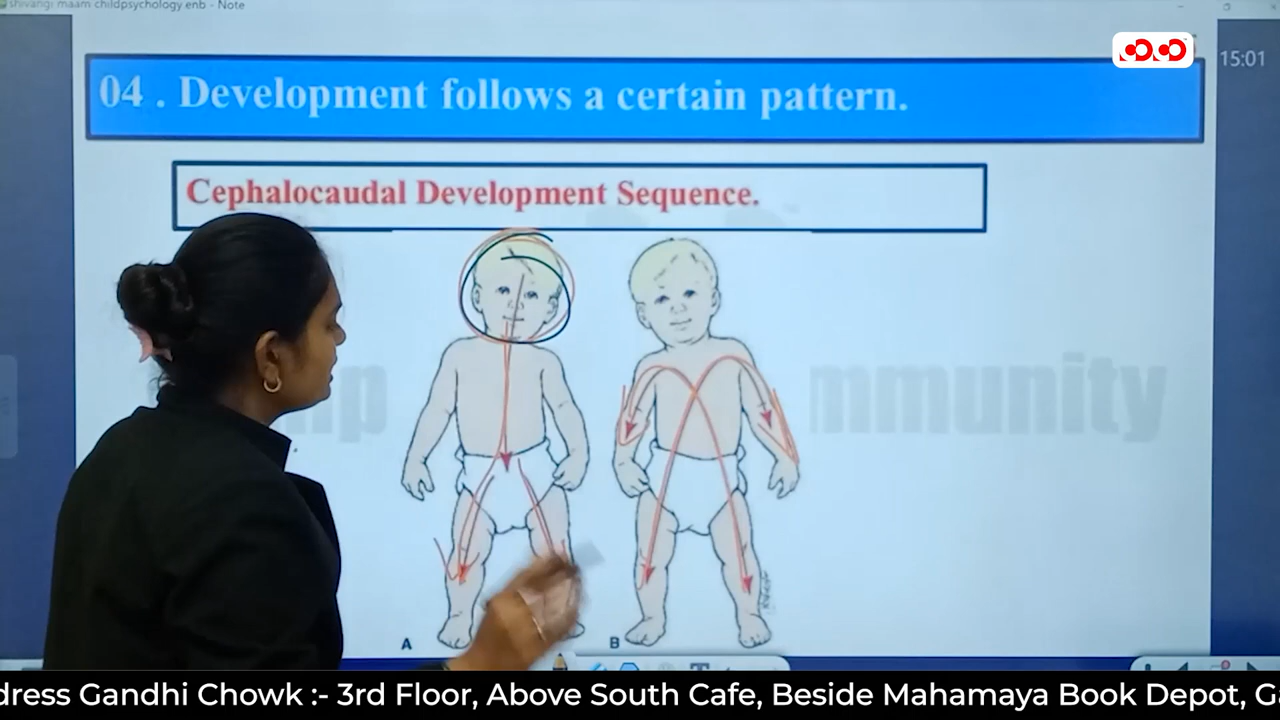 shivangi maam childpsychology.enb - Note
15:01
04 . Development follows a certain pattern.
Cephalocaudal Development Sequence.
mmunity
A
B
dress Gandhi Chowk :- 3rd Floor, Above South Cafe, Beside Mahamaya Book Depot, Ga